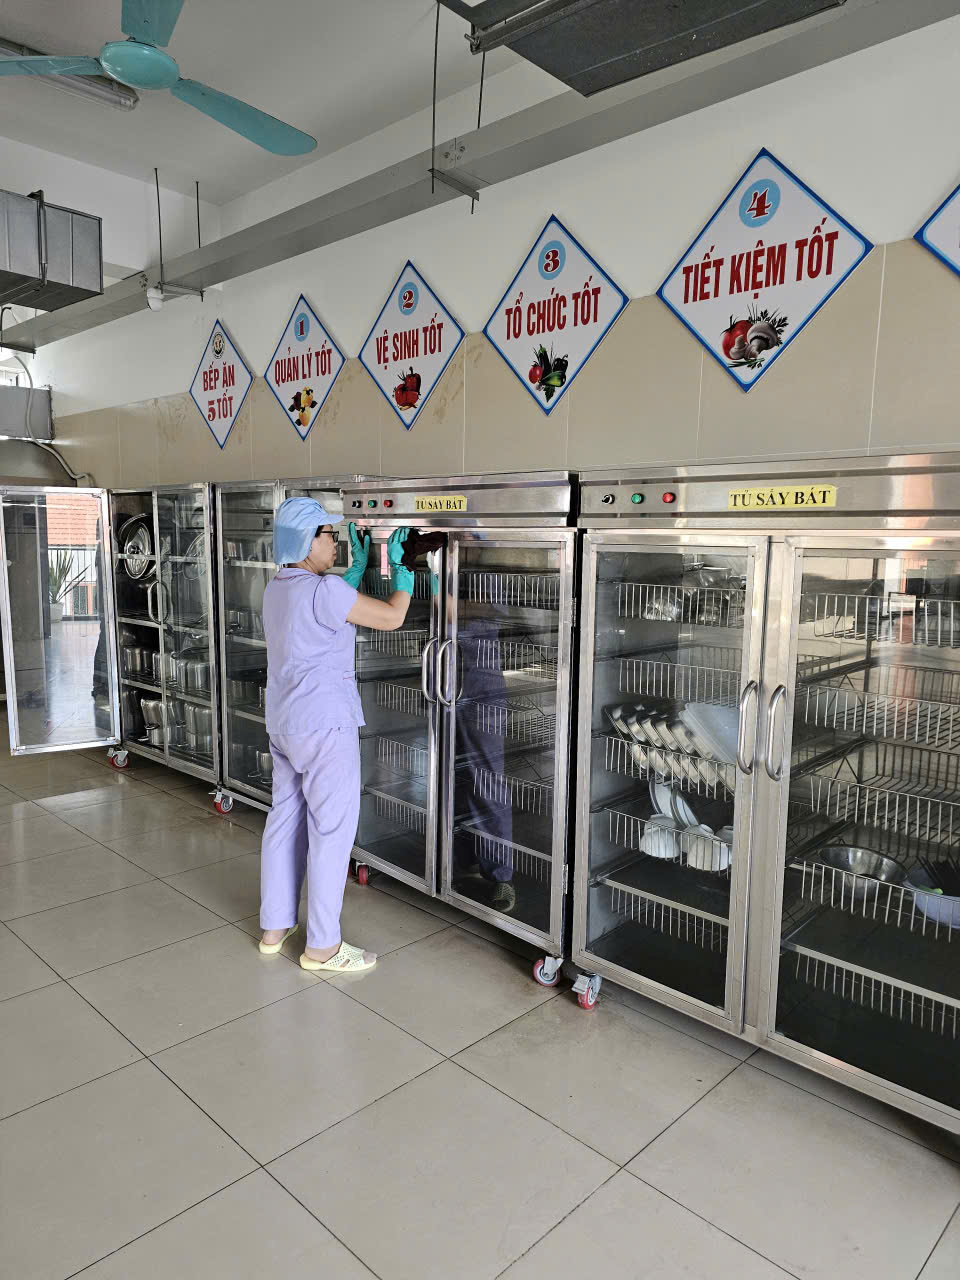 BẾP ĂN
5 TỐT
1
QUẢN LÝ TỐT
2
VỆ SINH TỐT
3
TỔ CHỨC TỐT
4
TIẾT KIỆM TỐT
TỦ SẤY BÁT
TỦ SẤY BÁT